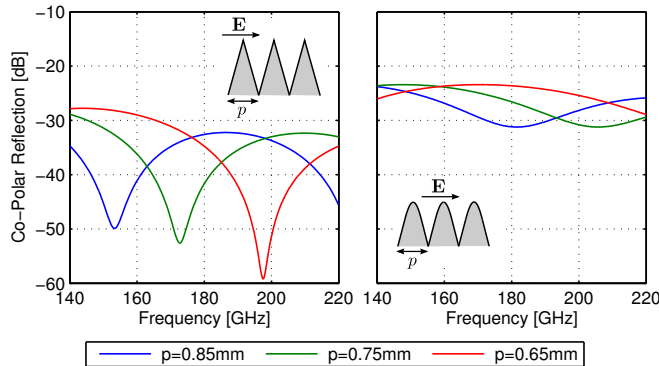 Co−Polar Reflection [dB]
−10
−20
−30
−40
−50
−60
E
p
140 160 180 200 220
Frequency [GHz]
E
p
140 160 180 200 220
Frequency [GHz]
p=0.85mm p=0.75mm p=0.65mm